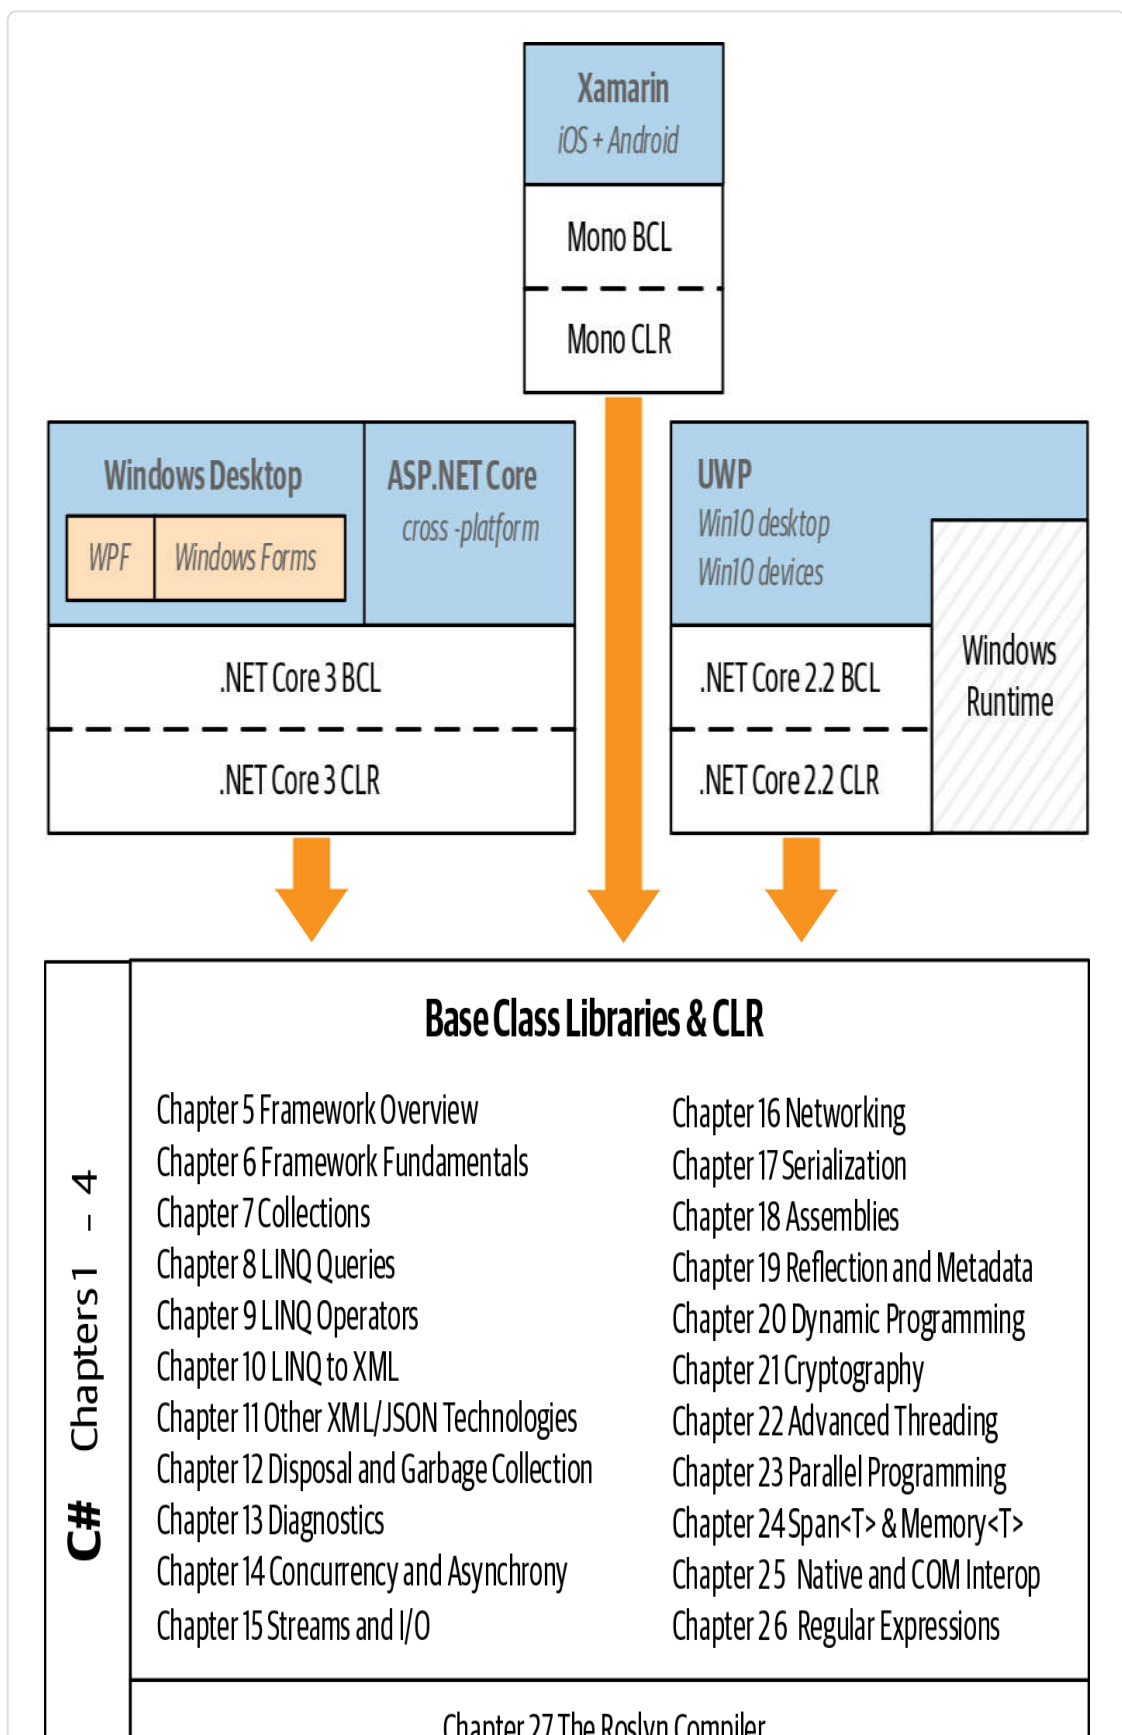 Xamarin
iOS + Android
Mono BCL
Mono CLR
Windows Desktop
WPF
Windows Forms
ASP.NET Core
cross -platform
.NET Core 3 BCL
.NET Core 3 CLR
UWP
Win10 desktop
Win10 devices
.NET Core 2.2 BCL
.NET Core 2.2 CLR
Windows
Runtime
C# Chapters 1 - 4
Base Class Libraries & CLR
Chapter 5 Framework Overview
Chapter 6 Framework Fundamentals
Chapter 7 Collections
Chapter 8 LINQ Queries
Chapter 9 LINQ Operators
Chapter 10 LINQ to XML
Chapter 11 Other XML/JSON Technologies
Chapter 12 Disposal and Garbage Collection
Chapter 13 Diagnostics
Chapter 14 Concurrency and Asynchrony
Chapter 15 Streams and I/O
Chapter 16 Networking
Chapter 17 Serialization
Chapter 18 Assemblies
Chapter 19 Reflection and Metadata
Chapter 20 Dynamic Programming
Chapter 21 Cryptography
Chapter 22 Advanced Threading
Chapter 23 Parallel Programming
Chapter 24 Span<T> & Memory<T>
Chapter 25 Native and COM Interop
Chapter 26 Regular Expressions
Chapter 27 The Roslyn Compiler